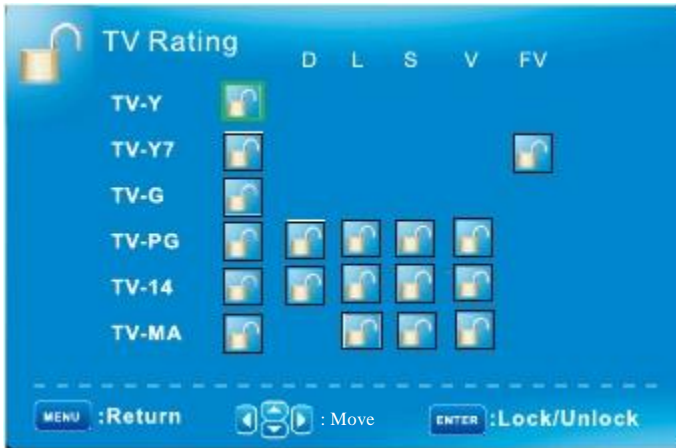 TV Rating
D L S V FV
TV-Y
TV-Y7
TV-G
TV-PG
TV-14
TV-MA
MENU :Return : Move ENTER :Lock/Unlock